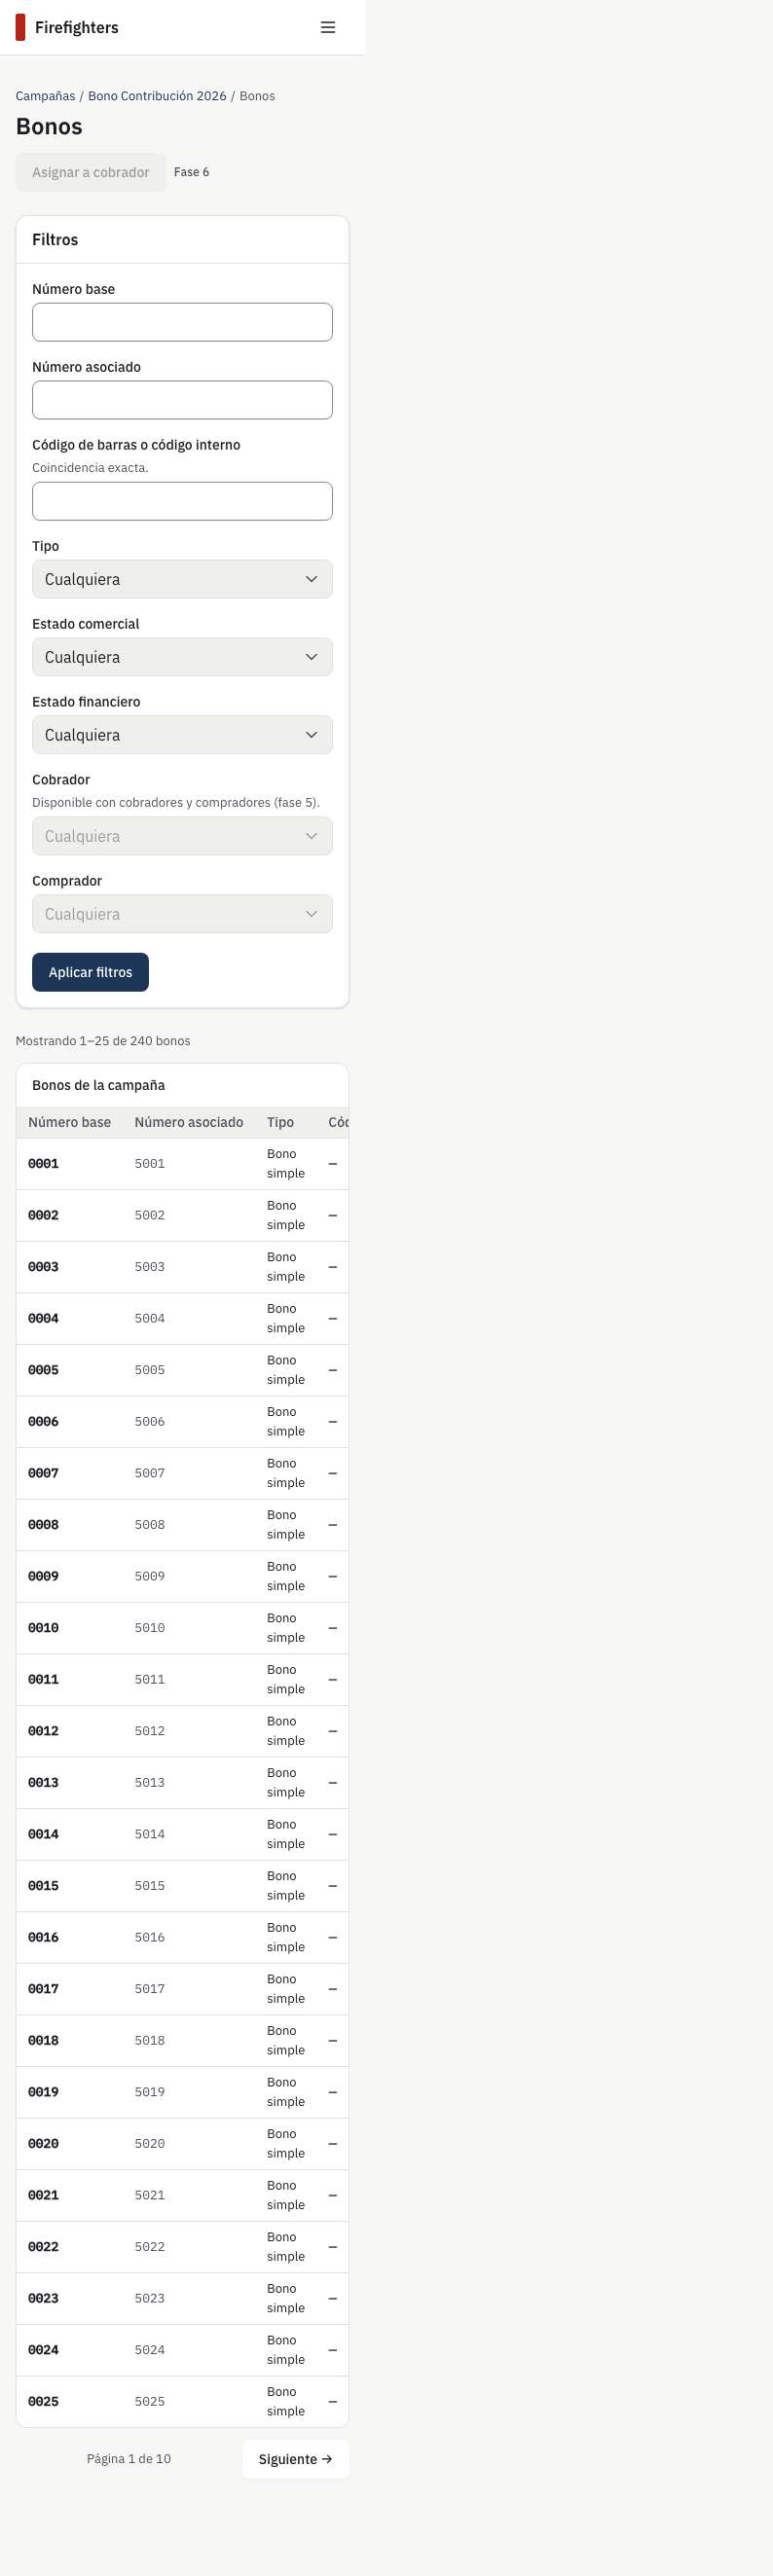 Firefighters
Campañas / Bono Contribución 2026 / Bonos
Bonos
Asignar a cobrador Fase 6
Filtros
Número base
Número asociado
Código de barras o código interno
Coincidencia exacta.
Tipo
Cualquiera
Estado comercial
Cualquiera
Estado financiero
Cualquiera
Cobrador
Disponible con cobradores y compradores (fase 5).
Cualquiera
Comprador
Cualquiera
Aplicar filtros
Mostrando 1–25 de 240 bonos
Bonos de la campaña
Número base Número asociado Tipo Cód
0001 5001 Bono simple —
0002 5002 Bono simple —
0003 5003 Bono simple —
0004 5004 Bono simple —
0005 5005 Bono simple —
0006 5006 Bono simple —
0007 5007 Bono simple —
0008 5008 Bono simple —
0009 5009 Bono simple —
0010 5010 Bono simple —
0011 5011 Bono simple —
0012 5012 Bono simple —
0013 5013 Bono simple —
0014 5014 Bono simple —
0015 5015 Bono simple —
0016 5016 Bono simple —
0017 5017 Bono simple —
0018 5018 Bono simple —
0019 5019 Bono simple —
0020 5020 Bono simple —
0021 5021 Bono simple —
0022 5022 Bono simple —
0023 5023 Bono simple —
0024 5024 Bono simple —
0025 5025 Bono simple —
Página 1 de 10 Siguiente →